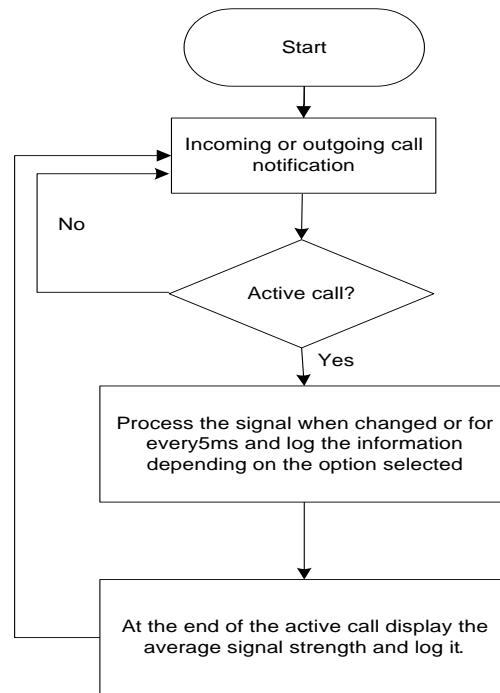 Start
Incoming or outgoing call
notification
No
Active call?
Yes
Process the signal when changed or for
every5ms and log the information
depending on the option selected
At the end of the active call display the
average signal strength and log it.